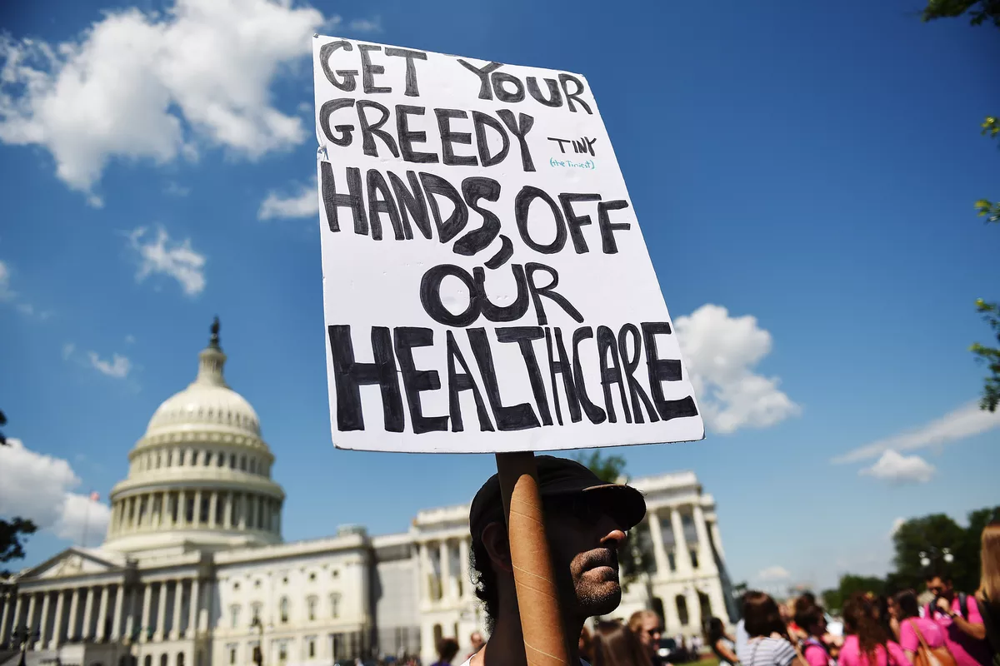 GET YOUR
GREEDY TINY
(the Tiniest)
HANDS, OFF
OUR
HEALTHCARE